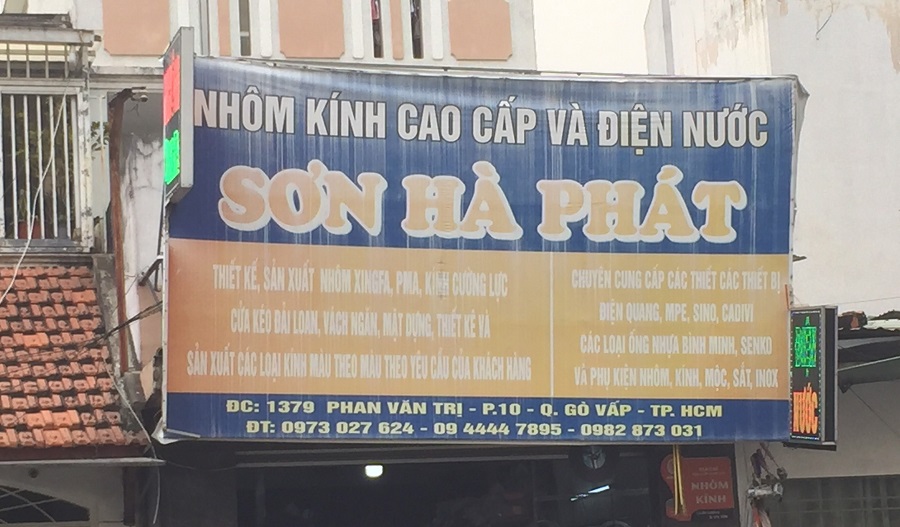 NHÔM KÍNH CAO CẤP VÀ ĐIỆN NƯỚC
SƠN HÀ PHÁT
THIẾT KẾ, SẢN XUẤT NHÔM XINGFA, PMA, KÍNH CƯỜNG LỰC
CỬA KÉO ĐÀI LOAN, VÁCH NGĂN, MẶT DỰNG, THIẾT KẾ VÀ
SẢN XUẤT CÁC LOẠI KÍNH MÀU THEO MẪU THEO YÊU CẦU CỦA KHÁCH HÀNG
CHUYÊN CUNG CẤP CÁC THIẾT CÁC THIẾT BỊ
ĐIỆN QUANG, MPE, SINO, CADIVI
CÁC LOẠI ỐNG NHỰA BÌNH MINH, SENKO
VÀ PHỤ KIỆN NHÔM, KÍNH, MỘC, SẮT, INOX
ĐC: 1379 PHAN VĂN TRỊ - P.10 - Q. GÒ VẤP - TP. HCM
ĐT: 0973 027 624 - 09 4444 7895 - 0982 873 031
ĐIỆN
NƯỚC
NHÔM
KÍNH